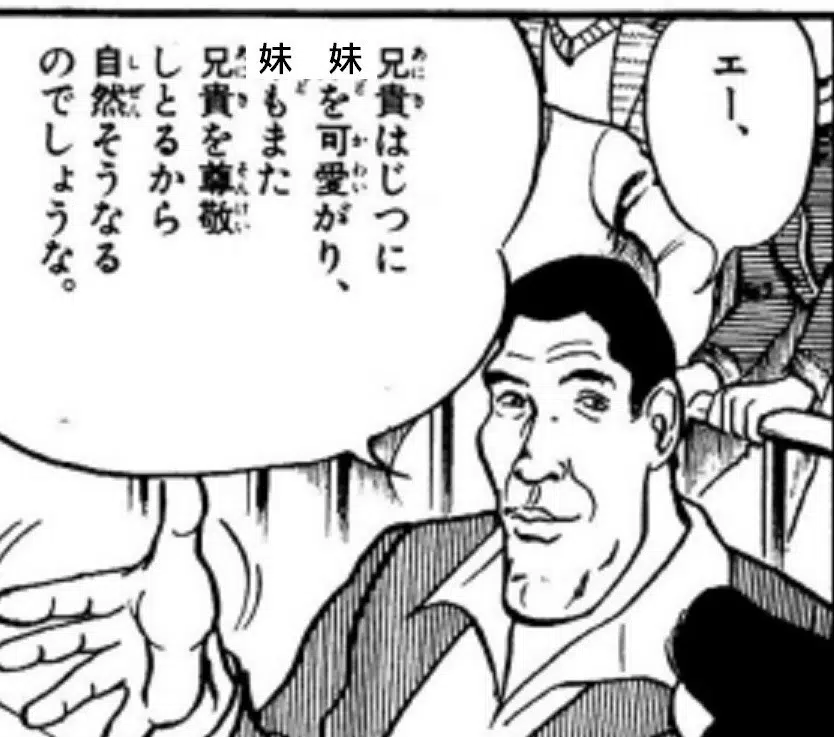 エー、
兄貴はじつに
妹を可愛がり、
妹もまた
兄貴を尊敬
しとるから
自然そうなる
のでしょうな。